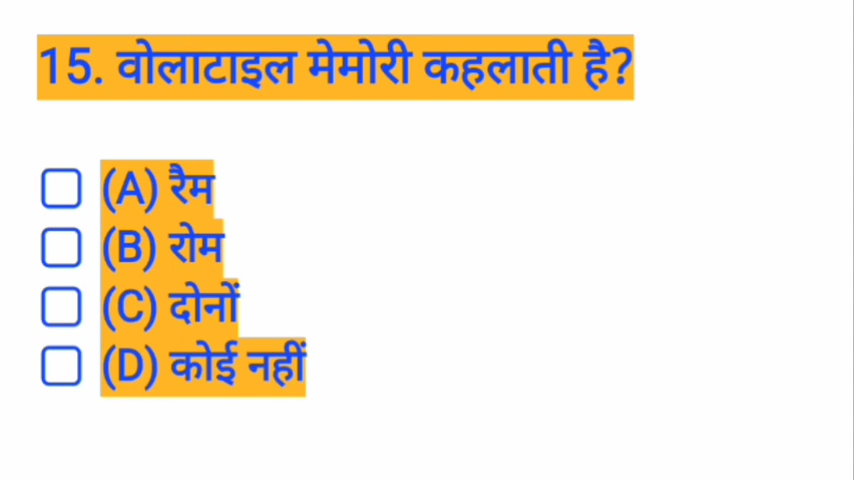 15. वोलाटाइल मेमोरी कहलाती है?
(A) रैम
(B) रोम
(C) दोनों
(D) कोई नहीं